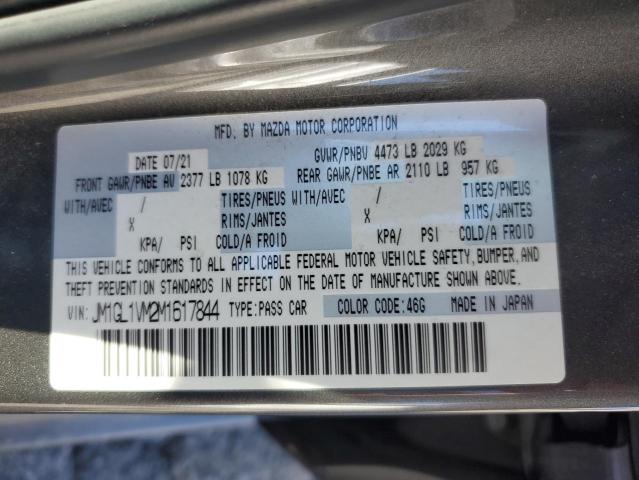 MFD. BY MAZDA MOTOR CORPORATION
DATE 07/21 GVWR/PNBV 4473 LB 2029 KG
FRONT GAWR/PNBE AV 2377 LB 1078 KG REAR GAWR/PNBE AR 2110 LB 957 KG
WITH/AVEC / TIRES/PNEUS WITH/AVEC / TIRES/PNEUS
X RIMS/JANTES X RIMS/JANTES
KPA/ PSI COLD/A FROID KPA/ PSI COLD/A FROID
THIS VEHICLE CONFORMS TO ALL APPLICABLE FEDERAL MOTOR VEHICLE SAFETY, BUMPER, AND
THEFT PREVENTION STANDARDS IN EFFECT ON THE DATE OF MANUFACTURE SHOWN ABOVE.
VIN: JM1GL1VM2M1617844 TYPE: PASS CAR COLOR CODE: 46G MADE IN JAPAN